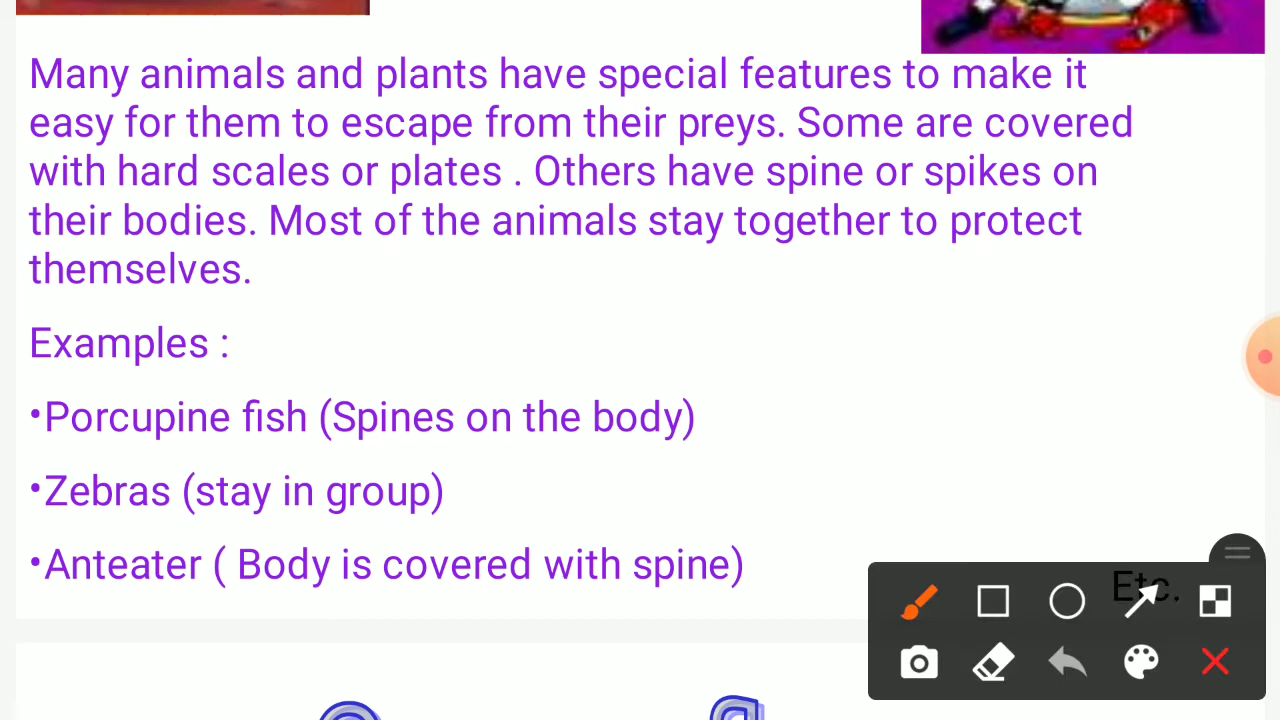 Many animals and plants have special features to make it
easy for them to escape from their preys. Some are covered
with hard scales or plates . Others have spine or spikes on
their bodies. Most of the animals stay together to protect
themselves.
Examples :
•Porcupine fish (Spines on the body)
•Zebras (stay in group)
•Anteater ( Body is covered with spine)
Etc.